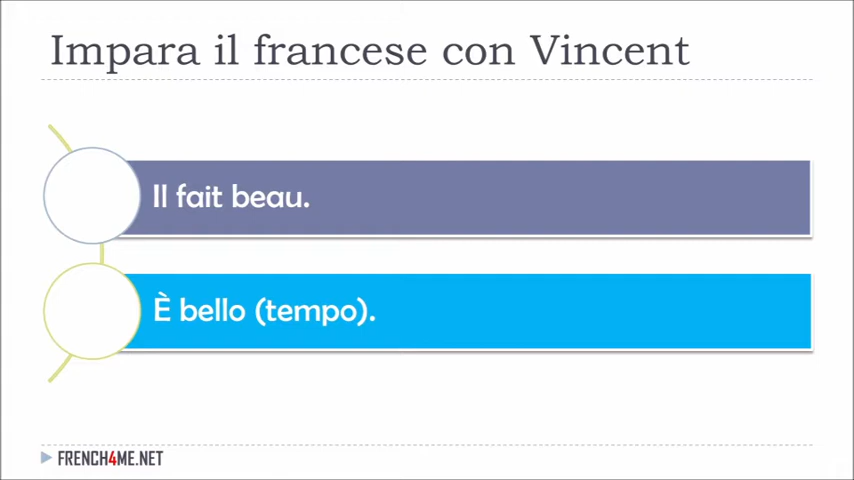 Impara il francese con Vincent
Il fait beau.
È bello (tempo).
FRENCH4ME.NET